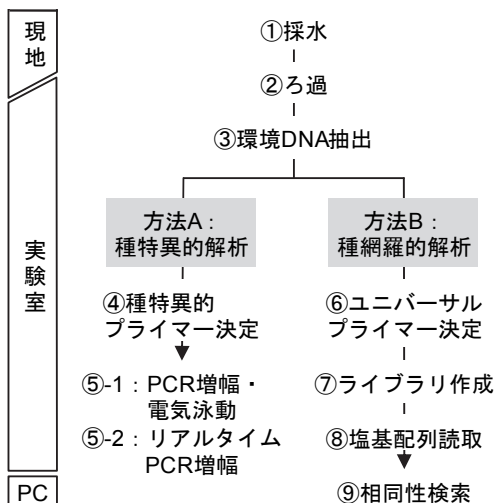 現地
①採水
②ろ過
③環境DNA抽出
実験室
方法A：
種特異的解析
④種特異的
プライマー決定
⑤-1：PCR増幅・
電気泳動
⑤-2：リアルタイム
PCR増幅
方法B：
種網羅的解析
⑥ユニバーサル
プライマー決定
⑦ライブラリ作成
⑧塩基配列読取
PC
⑨相同性検索